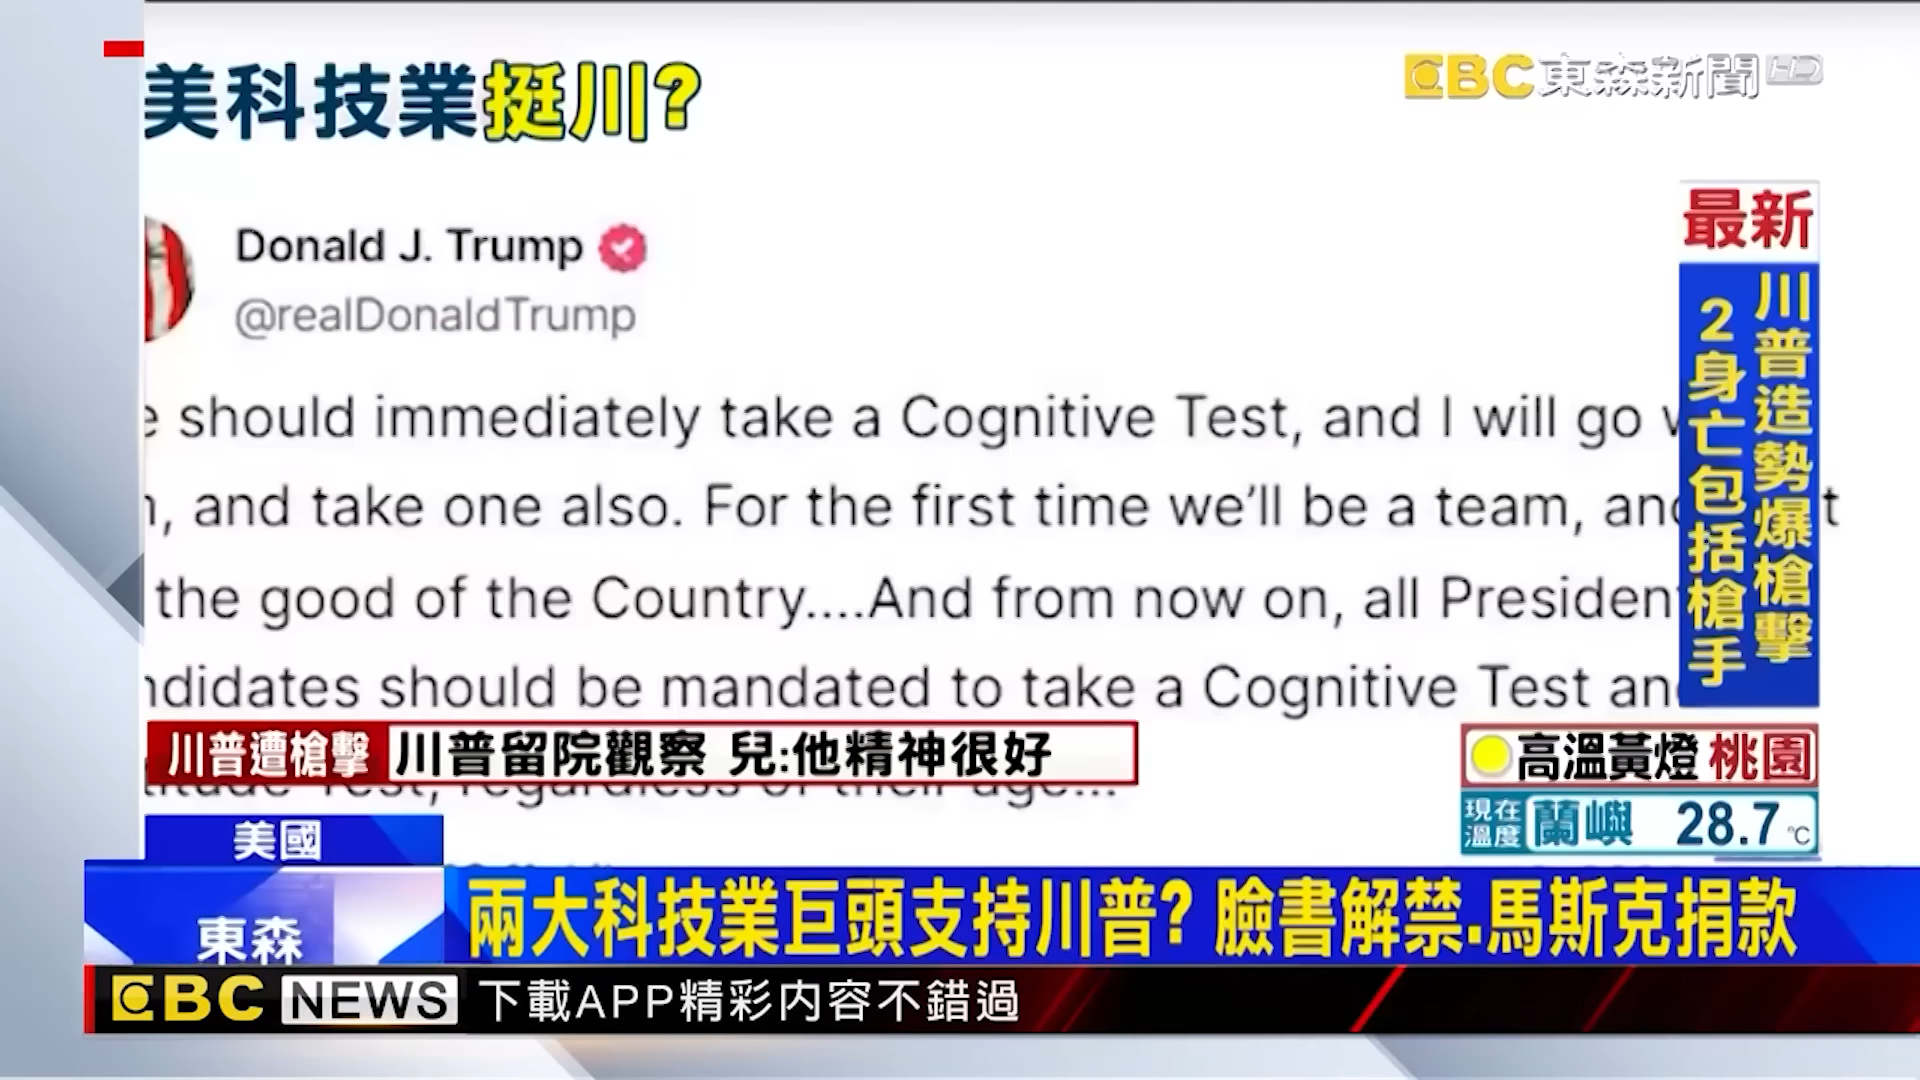 美科技業挺川?
EBC東森新聞HD
Donald J. Trump
@realDonaldTrump
should immediately take a Cognitive Test, and I will go
, and take one also. For the first time we'll be a team, and
the good of the Country....And from now on, all Presiden
ndidates should be mandated to take a Cognitive Test and
Test, regardless of their age...
最新
川普造勢爆槍擊
2身亡包括槍手
川普遭槍擊 川普留院觀察 兒:他精神很好
高溫黃燈 桃園
現在溫度 蘭嶼 28.7℃
美國
東森
兩大科技業巨頭支持川普? 臉書解禁.馬斯克捐款
EBC NEWS 下載APP精彩內容不錯過